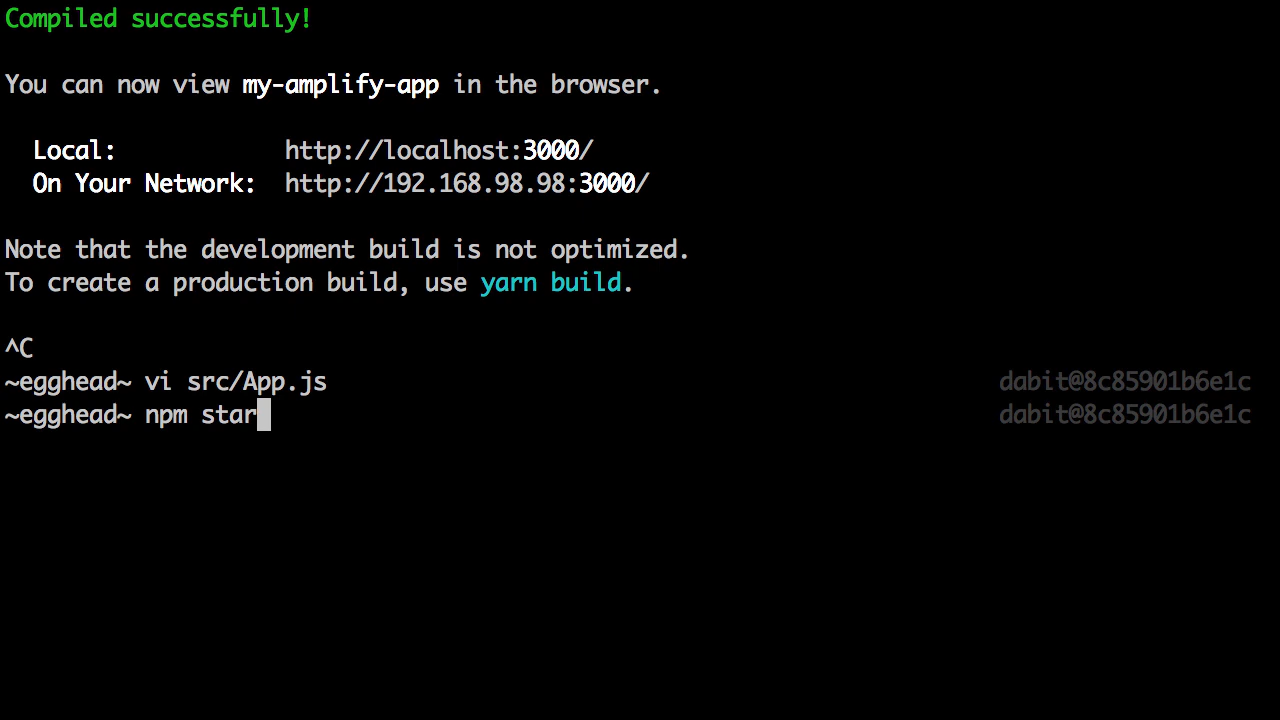 Compiled successfully!
You can now view my-amplify-app in the browser.
Local: http://localhost:3000/
On Your Network: http://192.168.98.98:3000/
Note that the development build is not optimized.
To create a production build, use yarn build.
^C
~egghead~ vi src/App.js dabit@8c85901b6e1c
~egghead~ npm star dabit@8c85901b6e1c